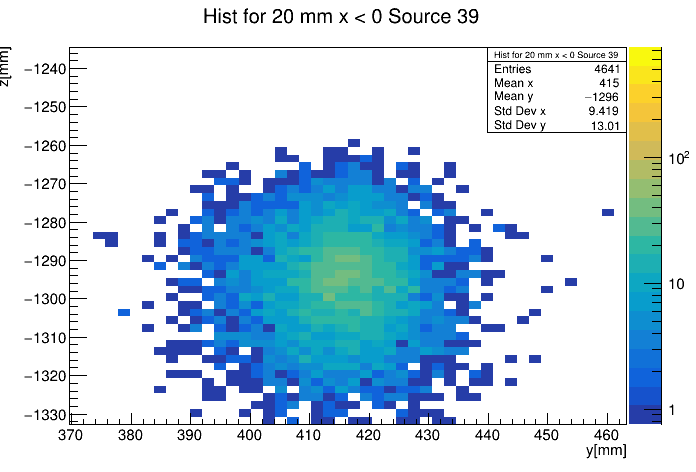 Hist for 20 mm x < 0 Source 39
z[mm]
Hist for 20 mm x < 0 Source 39
Entries 4641
Mean x 415
Mean y −1296
Std Dev x 9.419
Std Dev y 13.01
−1240
−1250
−1260
−1270
−1280
−1290
−1300
−1310
−1320
−1330
370 380 390 400 410 420 430 440 450 460
y[mm]
10²
10
1